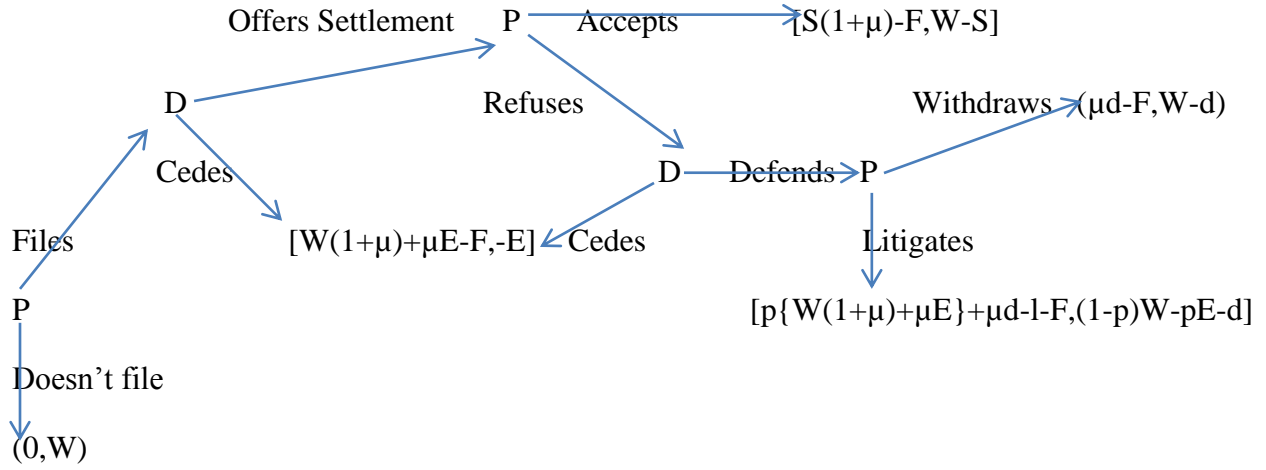 Offers Settlement P Accepts [S(1+μ)-F,W-S]
D Refuses Withdraws (μd-F,W-d)
Cedes D Defends P
Files [W(1+μ)+μE-F,-E] Cedes Litigates
P [p{W(1+μ)+μE}+μd-l-F,(1-p)W-pE-d]
Doesn’t file
(0,W)